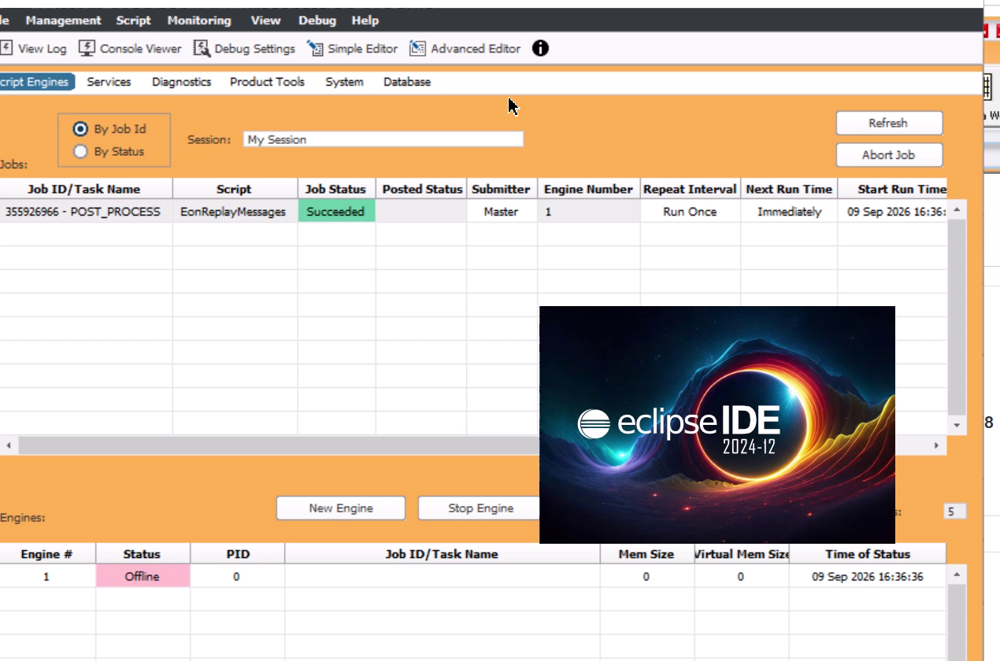 le Management Script Monitoring View Debug Help
View Log Console Viewer Debug Settings Simple Editor Advanced Editor
cript Engines Services Diagnostics Product Tools System Database
By Job Id
By Status
Session: My Session
Refresh
Abort Job
Jobs:
Job ID/Task Name Script Job Status Posted Status Submitter Engine Number Repeat Interval Next Run Time Start Run Time
355926966 - POST_PROCESS EonReplayMessages Succeeded Master 1 Run Once Immediately 09 Sep 2026 16:36:
eclipse IDE
2024-12
8
New Engine Stop Engine
Engines:
s: 5
Engine # Status PID Job ID/Task Name Mem Size Virtual Mem Size Time of Status
1 Offline 0 0 0 09 Sep 2026 16:36:36